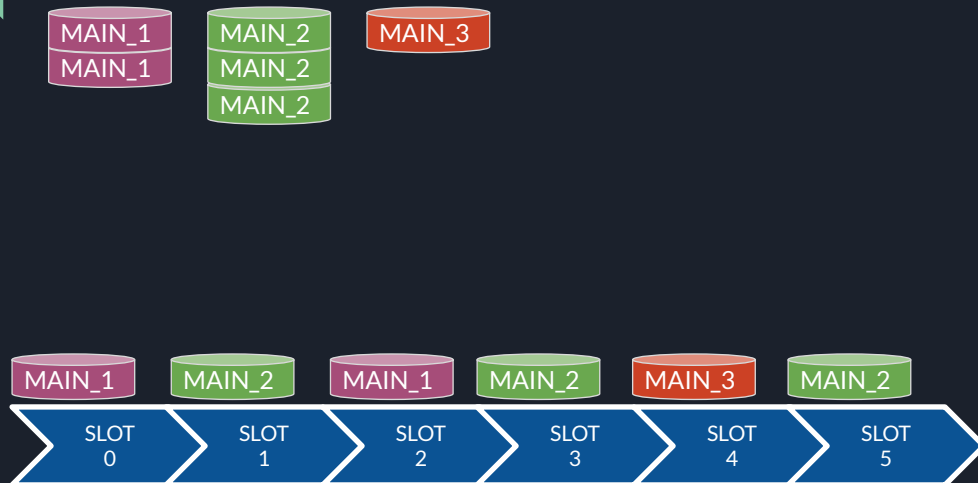 MAIN_1
MAIN_1
MAIN_2
MAIN_2
MAIN_2
MAIN_3
MAIN_1
MAIN_2
MAIN_1
MAIN_2
MAIN_3
MAIN_2
SLOT
0
SLOT
1
SLOT
2
SLOT
3
SLOT
4
SLOT
5